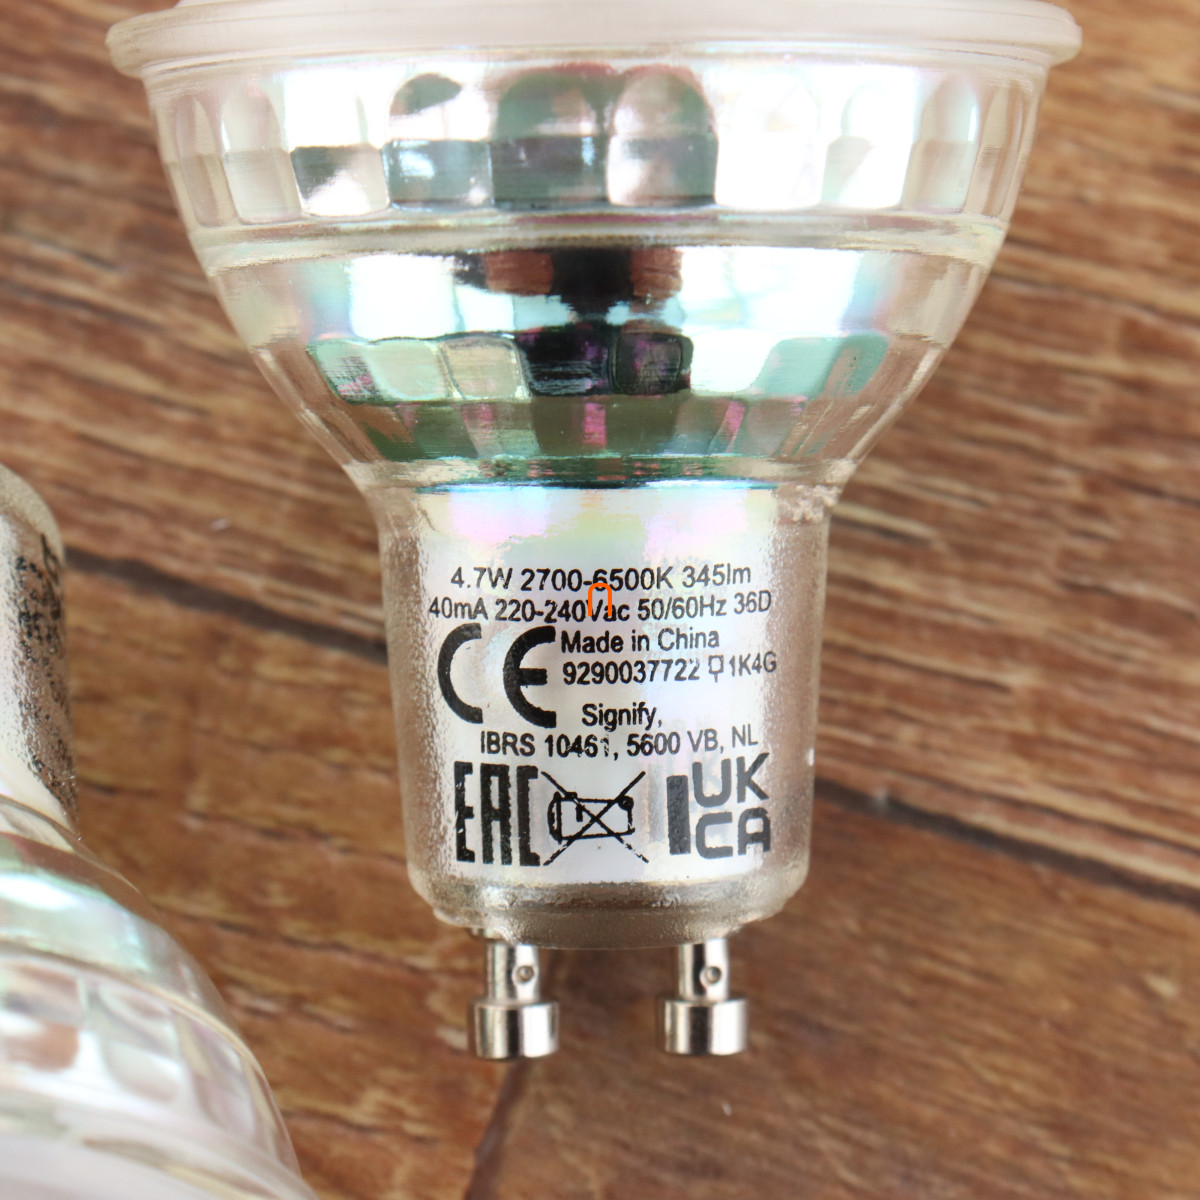 4.7W 2700-6500K 345lm
40mA 220-240Vac 50/60Hz 36D
Made in China
CE
9290037722 1K4G
Signify,
IBRS 10461, 5600 VB, NL
EAC
UK
CA